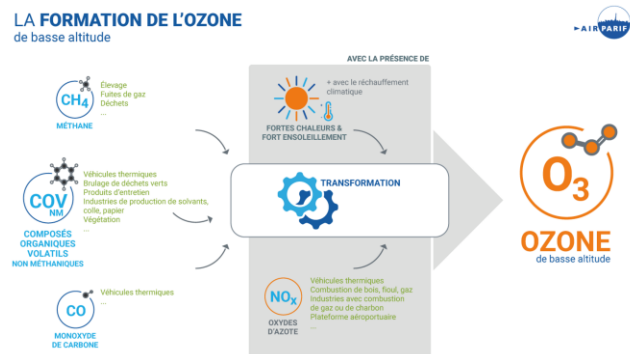 LA FORMATION DE L'OZONE
de basse altitude
AIRPARIF
AVEC LA PRÉSENCE DE
CH4
Élevage
Fuites de gaz
Déchets
...
MÉTHANE
+ avec le réchauffement
climatique
FORTES CHALEURS &
FORT ENSOLEILLEMENT
COV
NM
Véhicules thermiques
Brulage de déchets verts
Produits d'entretien
Industries de production de solvants,
colle, papier
Végétation
...
COMPOSÉS
ORGANIQUES
VOLATILS
NON MÉTHANIQUES
TRANSFORMATION
O3
OZONE
de basse altitude
CO
Véhicules thermiques
...
MONOXYDE
DE CARBONE
NOx
Véhicules thermiques
Combustion de bois, fioul, gaz
Industries avec combustion
de gaz ou de charbon
Plateforme aéroportuaire
...
OXYDES
D'AZOTE